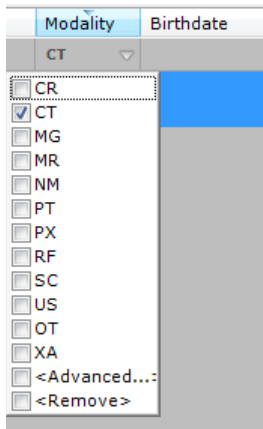 Modality Birthdate
CT
CR
CT
MG
MR
NM
PT
PX
RF
SC
US
OT
XA
<Advanced...>
<Remove>